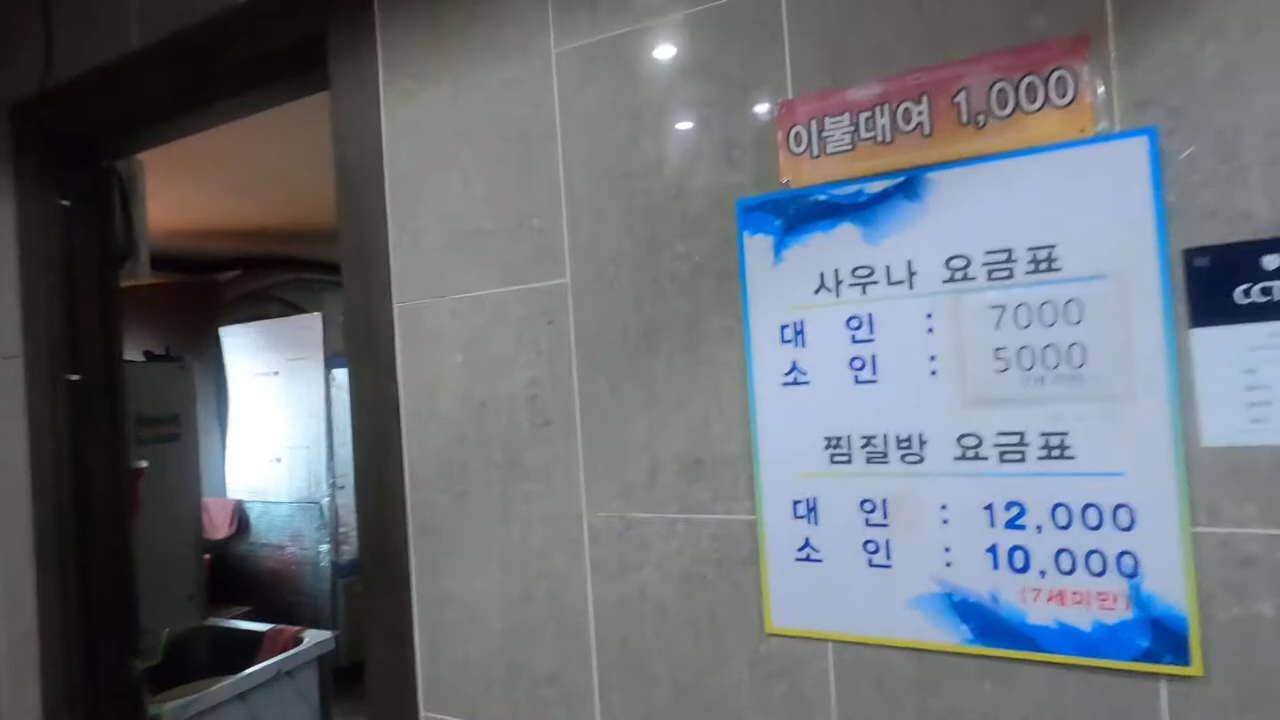 이불대여 1,000
사우나 요금표
대 인 : 7000
소 인 : 5000
찜질방 요금표
대 인 : 12,000
소 인 : 10,000
(7세미만)